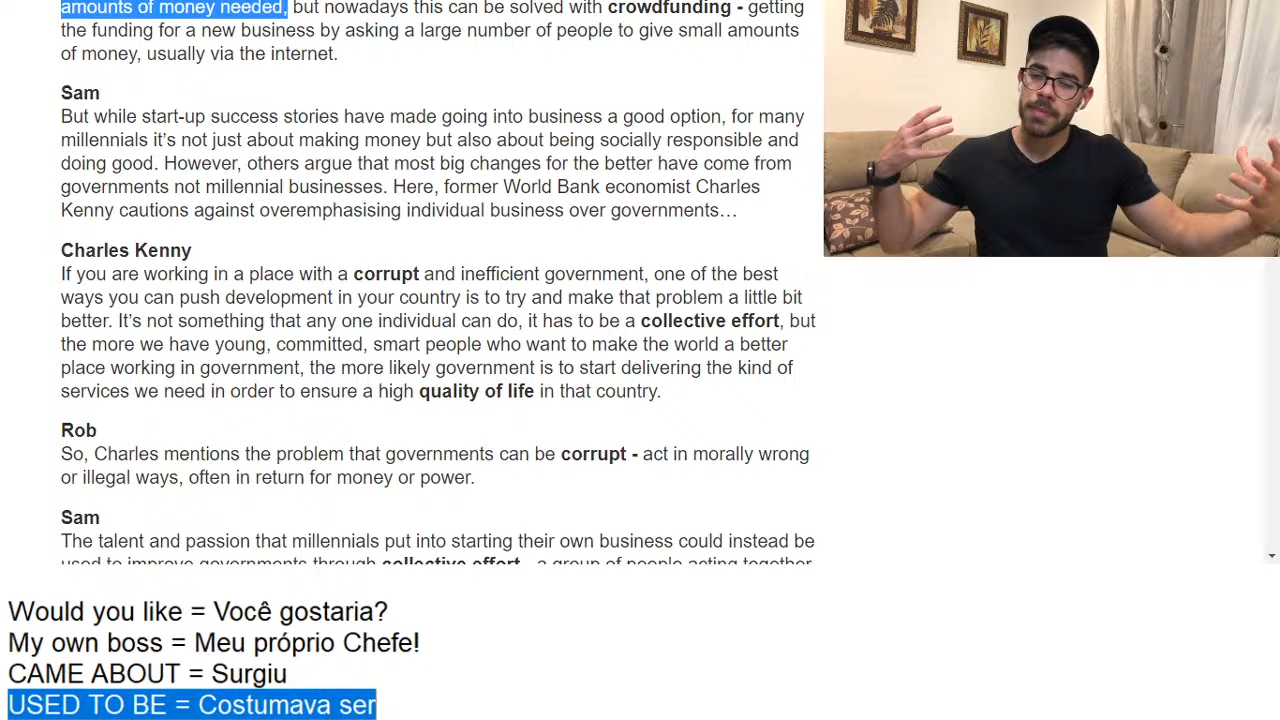 amounts of money needed, but nowadays this can be solved with crowdfunding - getting
the funding for a new business by asking a large number of people to give small amounts
of money, usually via the internet.
Sam
But while start-up success stories have made going into business a good option, for many
millennials it’s not just about making money but also about being socially responsible and
doing good. However, others argue that most big changes for the better have come from
governments not millennial businesses. Here, former World Bank economist Charles
Kenny cautions against overemphasising individual business over governments…
Charles Kenny
If you are working in a place with a corrupt and inefficient government, one of the best
ways you can push development in your country is to try and make that problem a little bit
better. It’s not something that any one individual can do, it has to be a collective effort, but
the more we have young, committed, smart people who want to make the world a better
place working in government, the more likely government is to start delivering the kind of
services we need in order to ensure a high quality of life in that country.
Rob
So, Charles mentions the problem that governments can be corrupt - act in morally wrong
or illegal ways, often in return for money or power.
Sam
The talent and passion that millennials put into starting their own business could instead be
used to improve governments through collective effort - a group of people acting together
Would you like = Você gostaria?
My own boss = Meu próprio Chefe!
CAME ABOUT = Surgiu
USED TO BE = Costumava ser